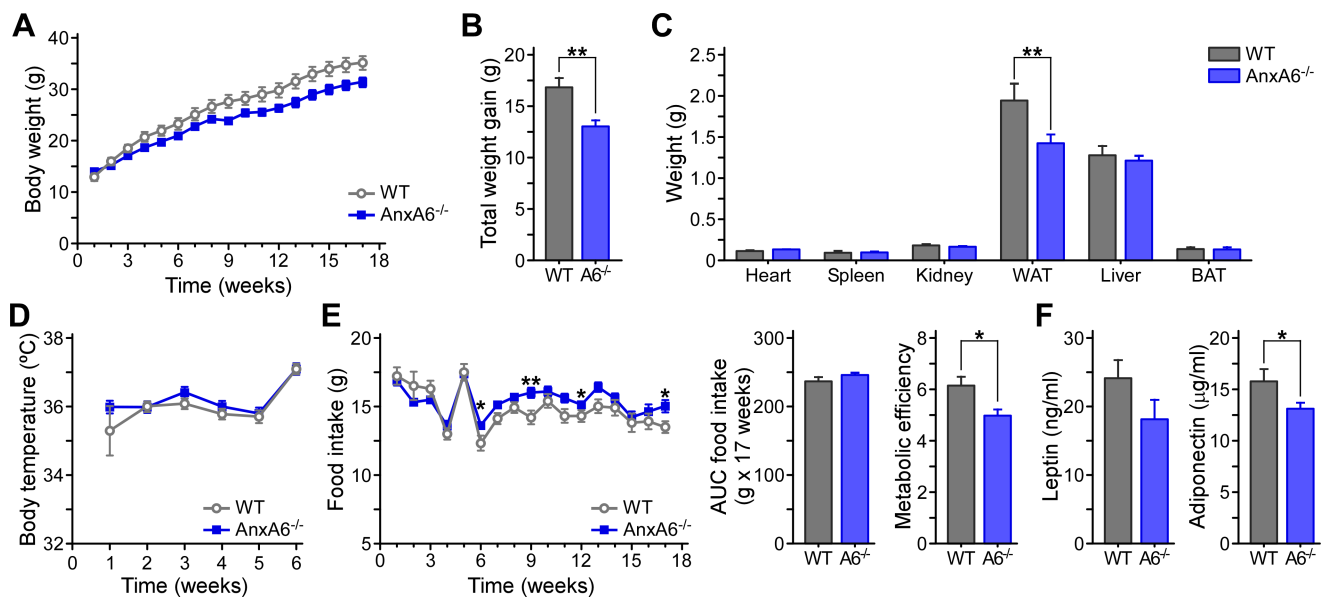 A
Body weight (g)
40
30
20
10
0
0 3 6 9 12 15 18
Time (weeks)
WT
AnxA6-/-
B
Total weight gain (g)
**
20
15
10
5
0
WT A6-/-
C
Weight (g)
2.5
2.0
1.5
1.0
0.5
0
**
Heart Spleen Kidney WAT Liver BAT
WT
AnxA6-/-
D
Body temperature (ºC)
38
36
34
32
0 1 2 3 4 5 6
Time (weeks)
WT
AnxA6-/-
E
Food intake (g)
20
15
10
5
* ** * *
0 3 6 9 12 15 18
Time (weeks)
WT
AnxA6-/-
AUC food intake
(g x 17 weeks)
300
200
100
0
WT A6-/-
Metabolic efficiency
8
6
4
2
0
*
WT A6-/-
F
Leptin (ng/ml)
30
20
10
0
WT A6-/-
Adiponectin (µg/ml)
20
15
10
5
0
*
WT A6-/-